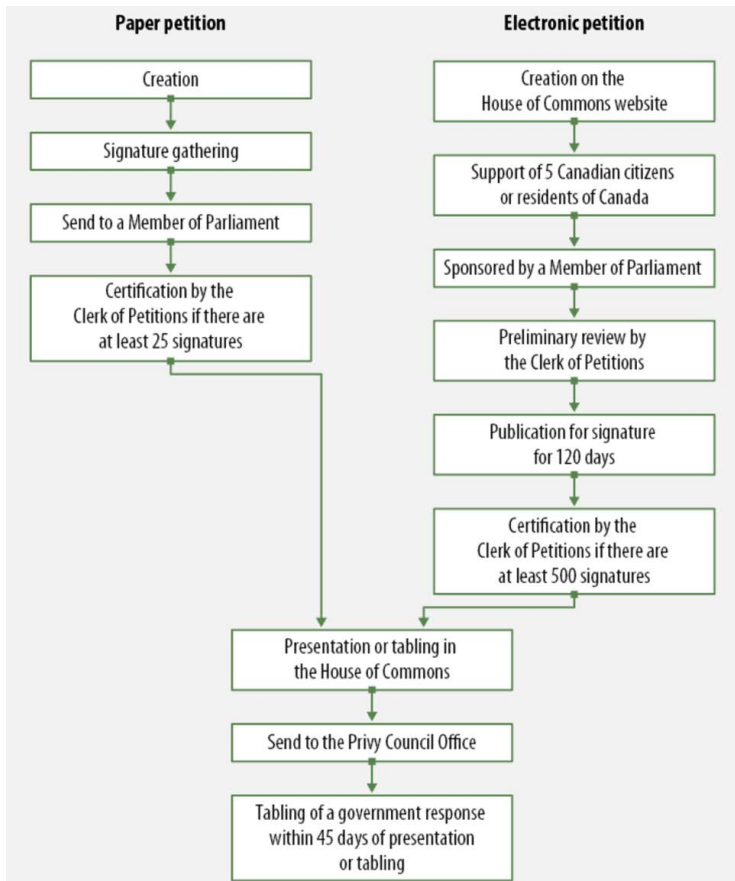 Paper petition
Creation
Signature gathering
Send to a Member of Parliament
Certification by the
Clerk of Petitions if there are
at least 25 signatures
Electronic petition
Creation on the
House of Commons website
Support of 5 Canadian citizens
or residents of Canada
Sponsored by a Member of Parliament
Preliminary review by
the Clerk of Petitions
Publication for signature
for 120 days
Certification by the
Clerk of Petitions if there are
at least 500 signatures
Presentation or tabling in
the House of Commons
Send to the Privy Council Office
Tabling of a government response
within 45 days of presentation
or tabling